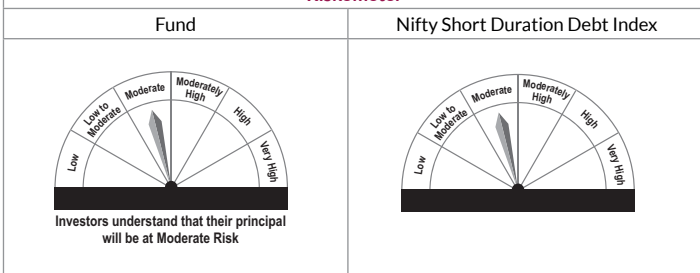 Fund
Nifty Short Duration Debt Index
Low
Low to
Moderate
Moderate
Moderately
High
High
Very High
Investors understand that their principal
will be at Moderate Risk
Low
Low to
Moderate
Moderate
Moderately
High
High
Very High